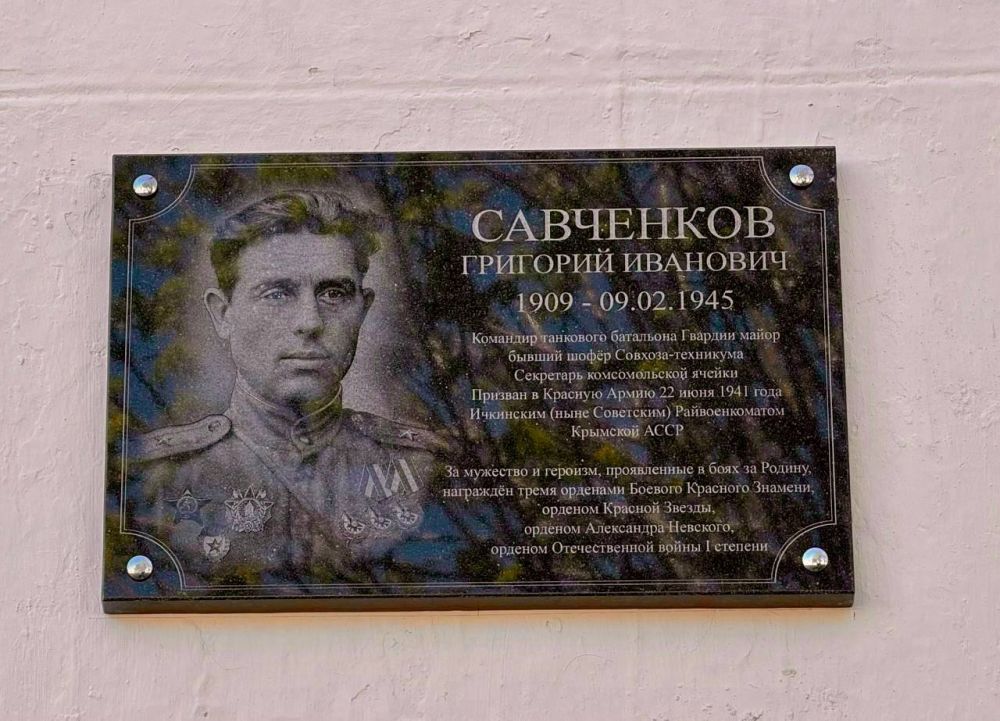 САВЧЕНКОВ
ГРИГОРИЙ ИВАНОВИЧ
1909 - 09.02.1945
Командир танкового батальона Гвардии майор
бывший шофёр Совхоза-техникума
Секретарь комсомольской ячейки
Призван в Красную Армию 22 июня 1941 года
Ичкинским (ныне Советским) Райвоенкоматом
Крымской АССР
За мужество и героизм, проявленные в боях за Родину,
награждён тремя орденами Боевого Красного Знамени,
орденом Красной Звезды,
орденом Александра Невского,
орденом Отечественной войны I степени